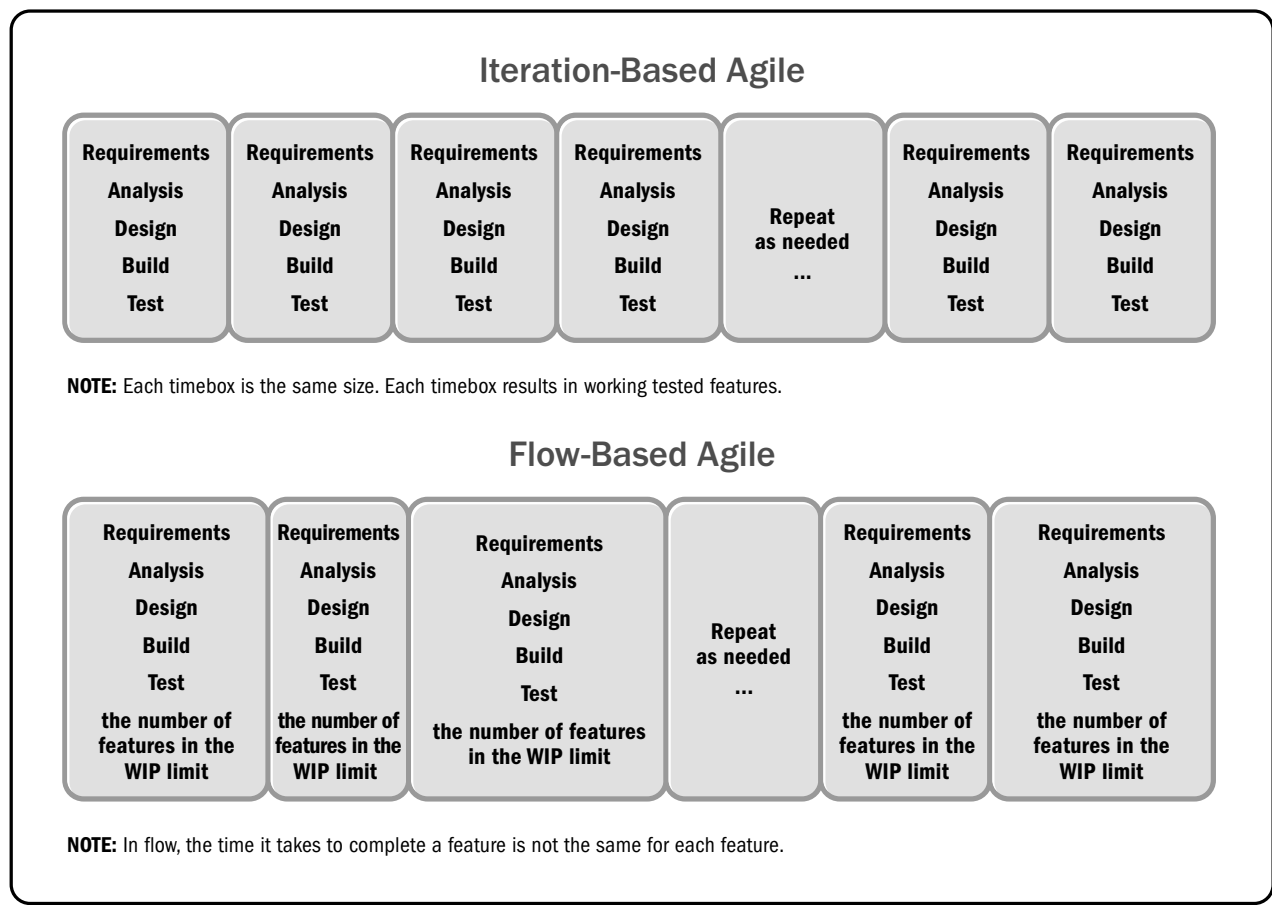 Iteration-Based Agile
Requirements
Analysis
Design
Build
Test
Requirements
Analysis
Design
Build
Test
Requirements
Analysis
Design
Build
Test
Requirements
Analysis
Design
Build
Test
Repeat
as needed
...
Requirements
Analysis
Design
Build
Test
Requirements
Analysis
Design
Build
Test
NOTE: Each timebox is the same size. Each timebox results in working tested features.
Flow-Based Agile
Requirements
Analysis
Design
Build
Test
the number of
features in the
WIP limit
Requirements
Analysis
Design
Build
Test
the number of
features in the
WIP limit
Requirements
Analysis
Design
Build
Test
the number of features
in the WIP limit
Repeat
as needed
...
Requirements
Analysis
Design
Build
Test
the number of
features in the
WIP limit
Requirements
Analysis
Design
Build
Test
the number of
features in the
WIP limit
NOTE: In flow, the time it takes to complete a feature is not the same for each feature.